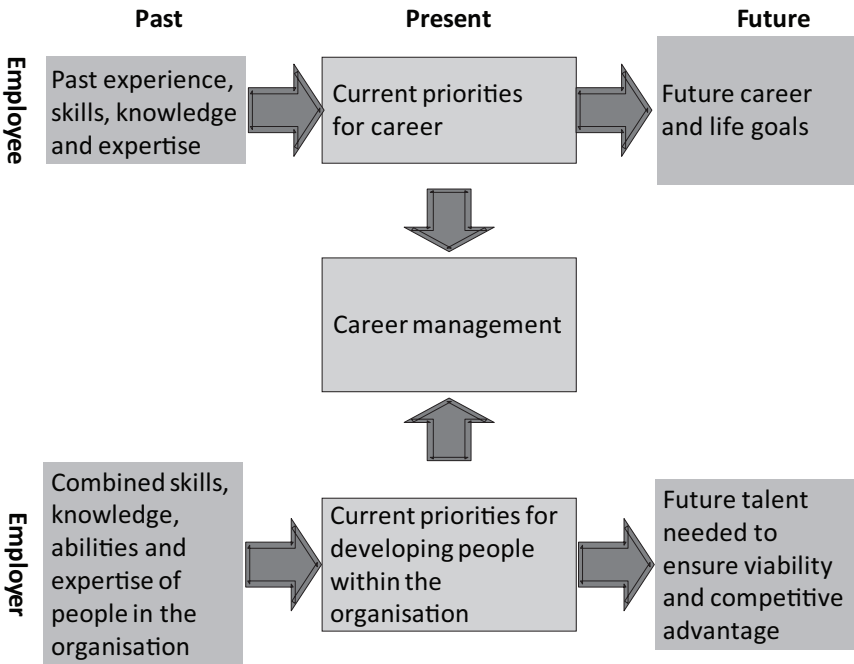 Past
Present
Future
Employee
Past experience,
skills, knowledge
and expertise
Current priorities
for career
Future career
and life goals
Career management
Employer
Combined skills,
knowledge,
abilities and
expertise of
people in the
organisation
Current priorities for
developing people
within the
organisation
Future talent
needed to
ensure viability
and competitive
advantage